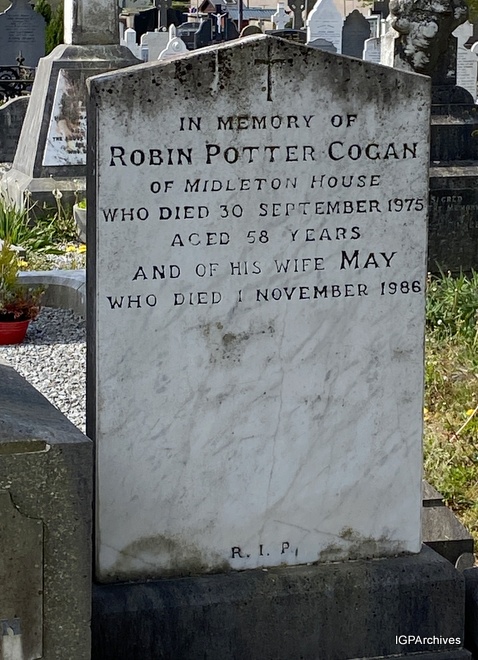 IN MEMORY OF
ROBIN POTTER COGAN
OF MIDLETON HOUSE
WHO DIED 30 SEPTEMBER 1975
AGED 58 YEARS
AND OF HIS WIFE MAY
WHO DIED 1 NOVEMBER 1986
R. I. P.
IGPArchives